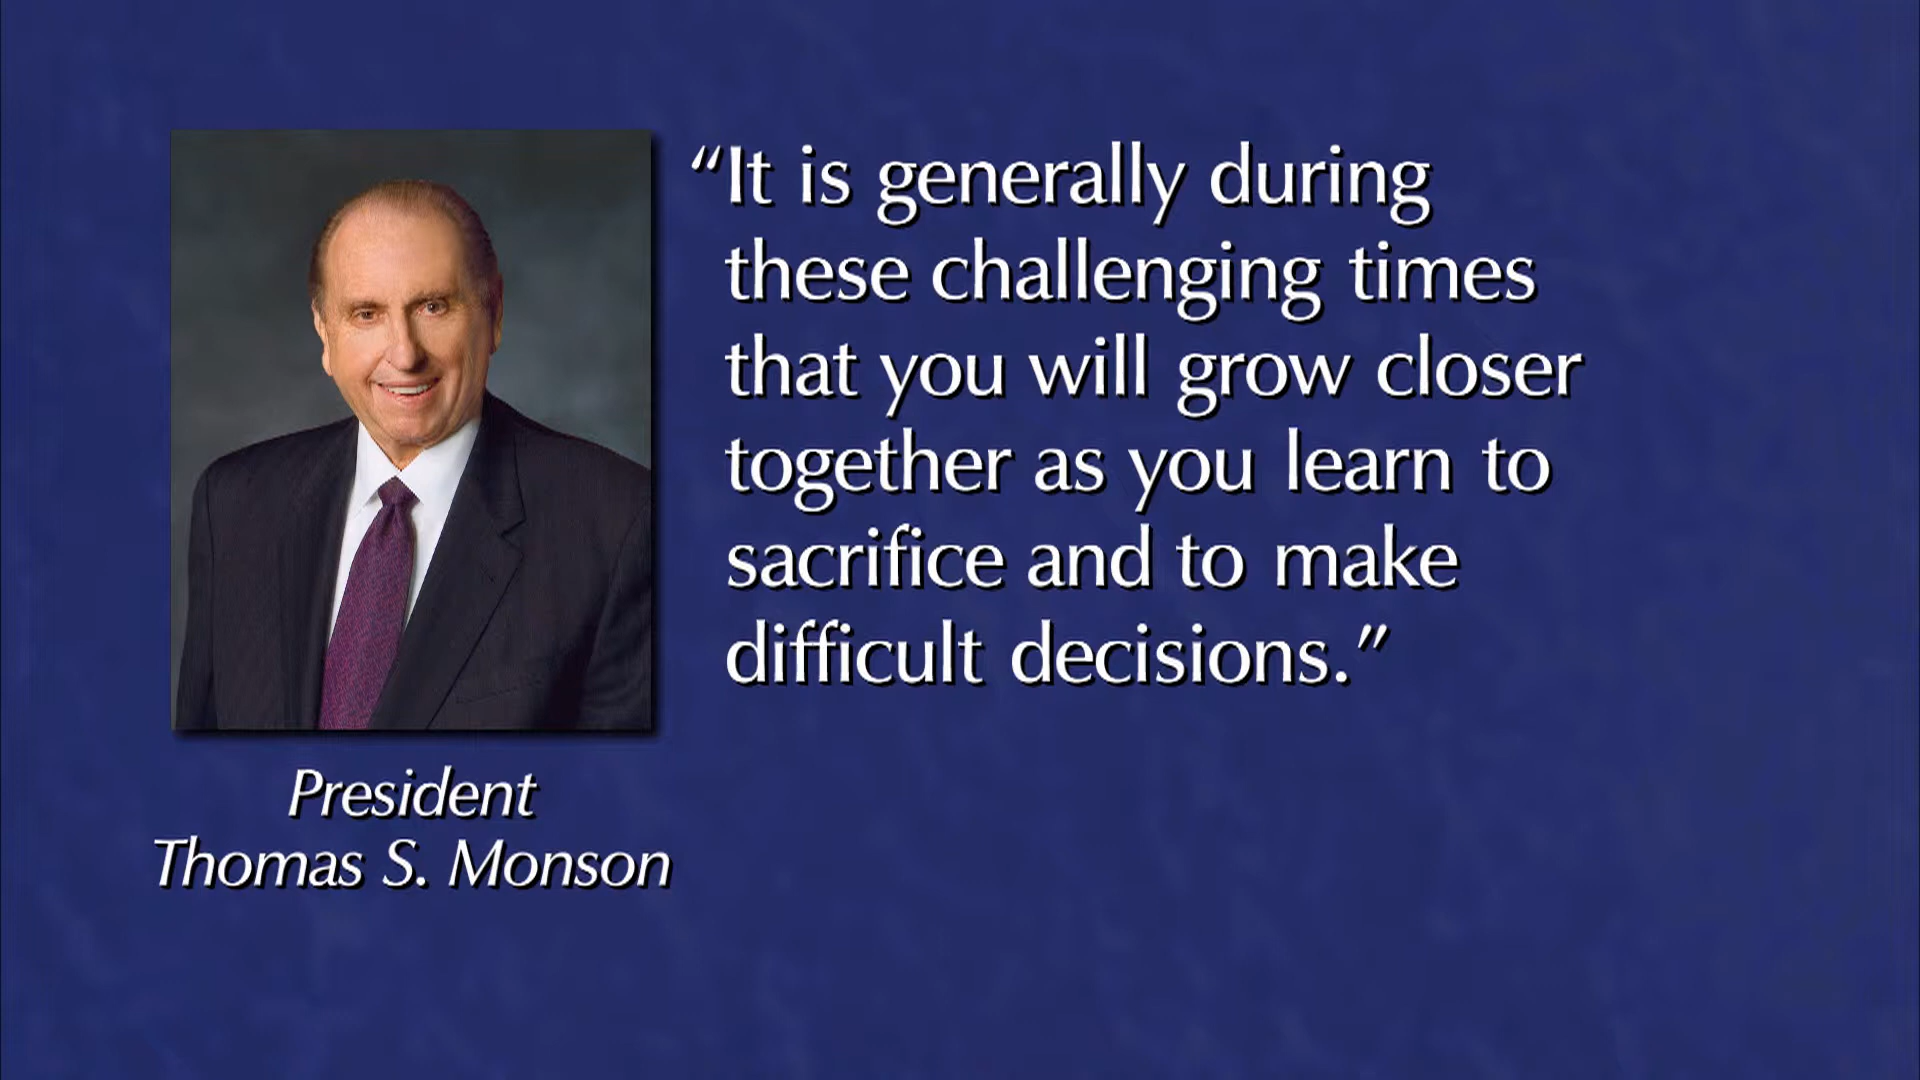 “It is generally during
these challenging times
that you will grow closer
together as you learn to
sacrifice and to make
difficult decisions.”
President
Thomas S. Monson